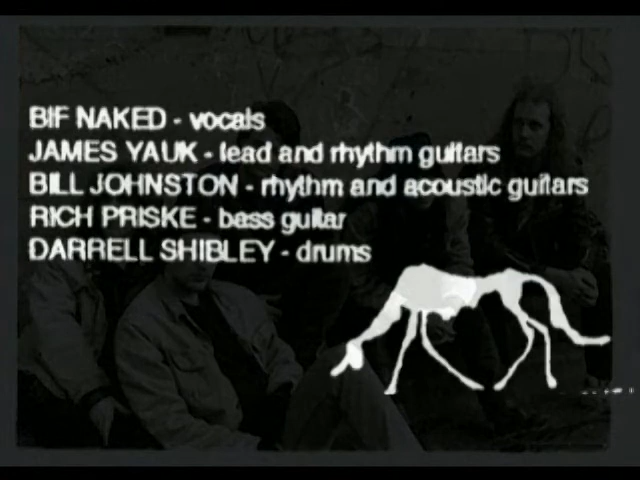 BIF NAKED - vocals
JAMES YAUK - lead and rhythm guitars
BILL JOHNSTON - rhythm and acoustic guitars
RICH PRISKE - bass guitar
DARRELL SHIBLEY - drums